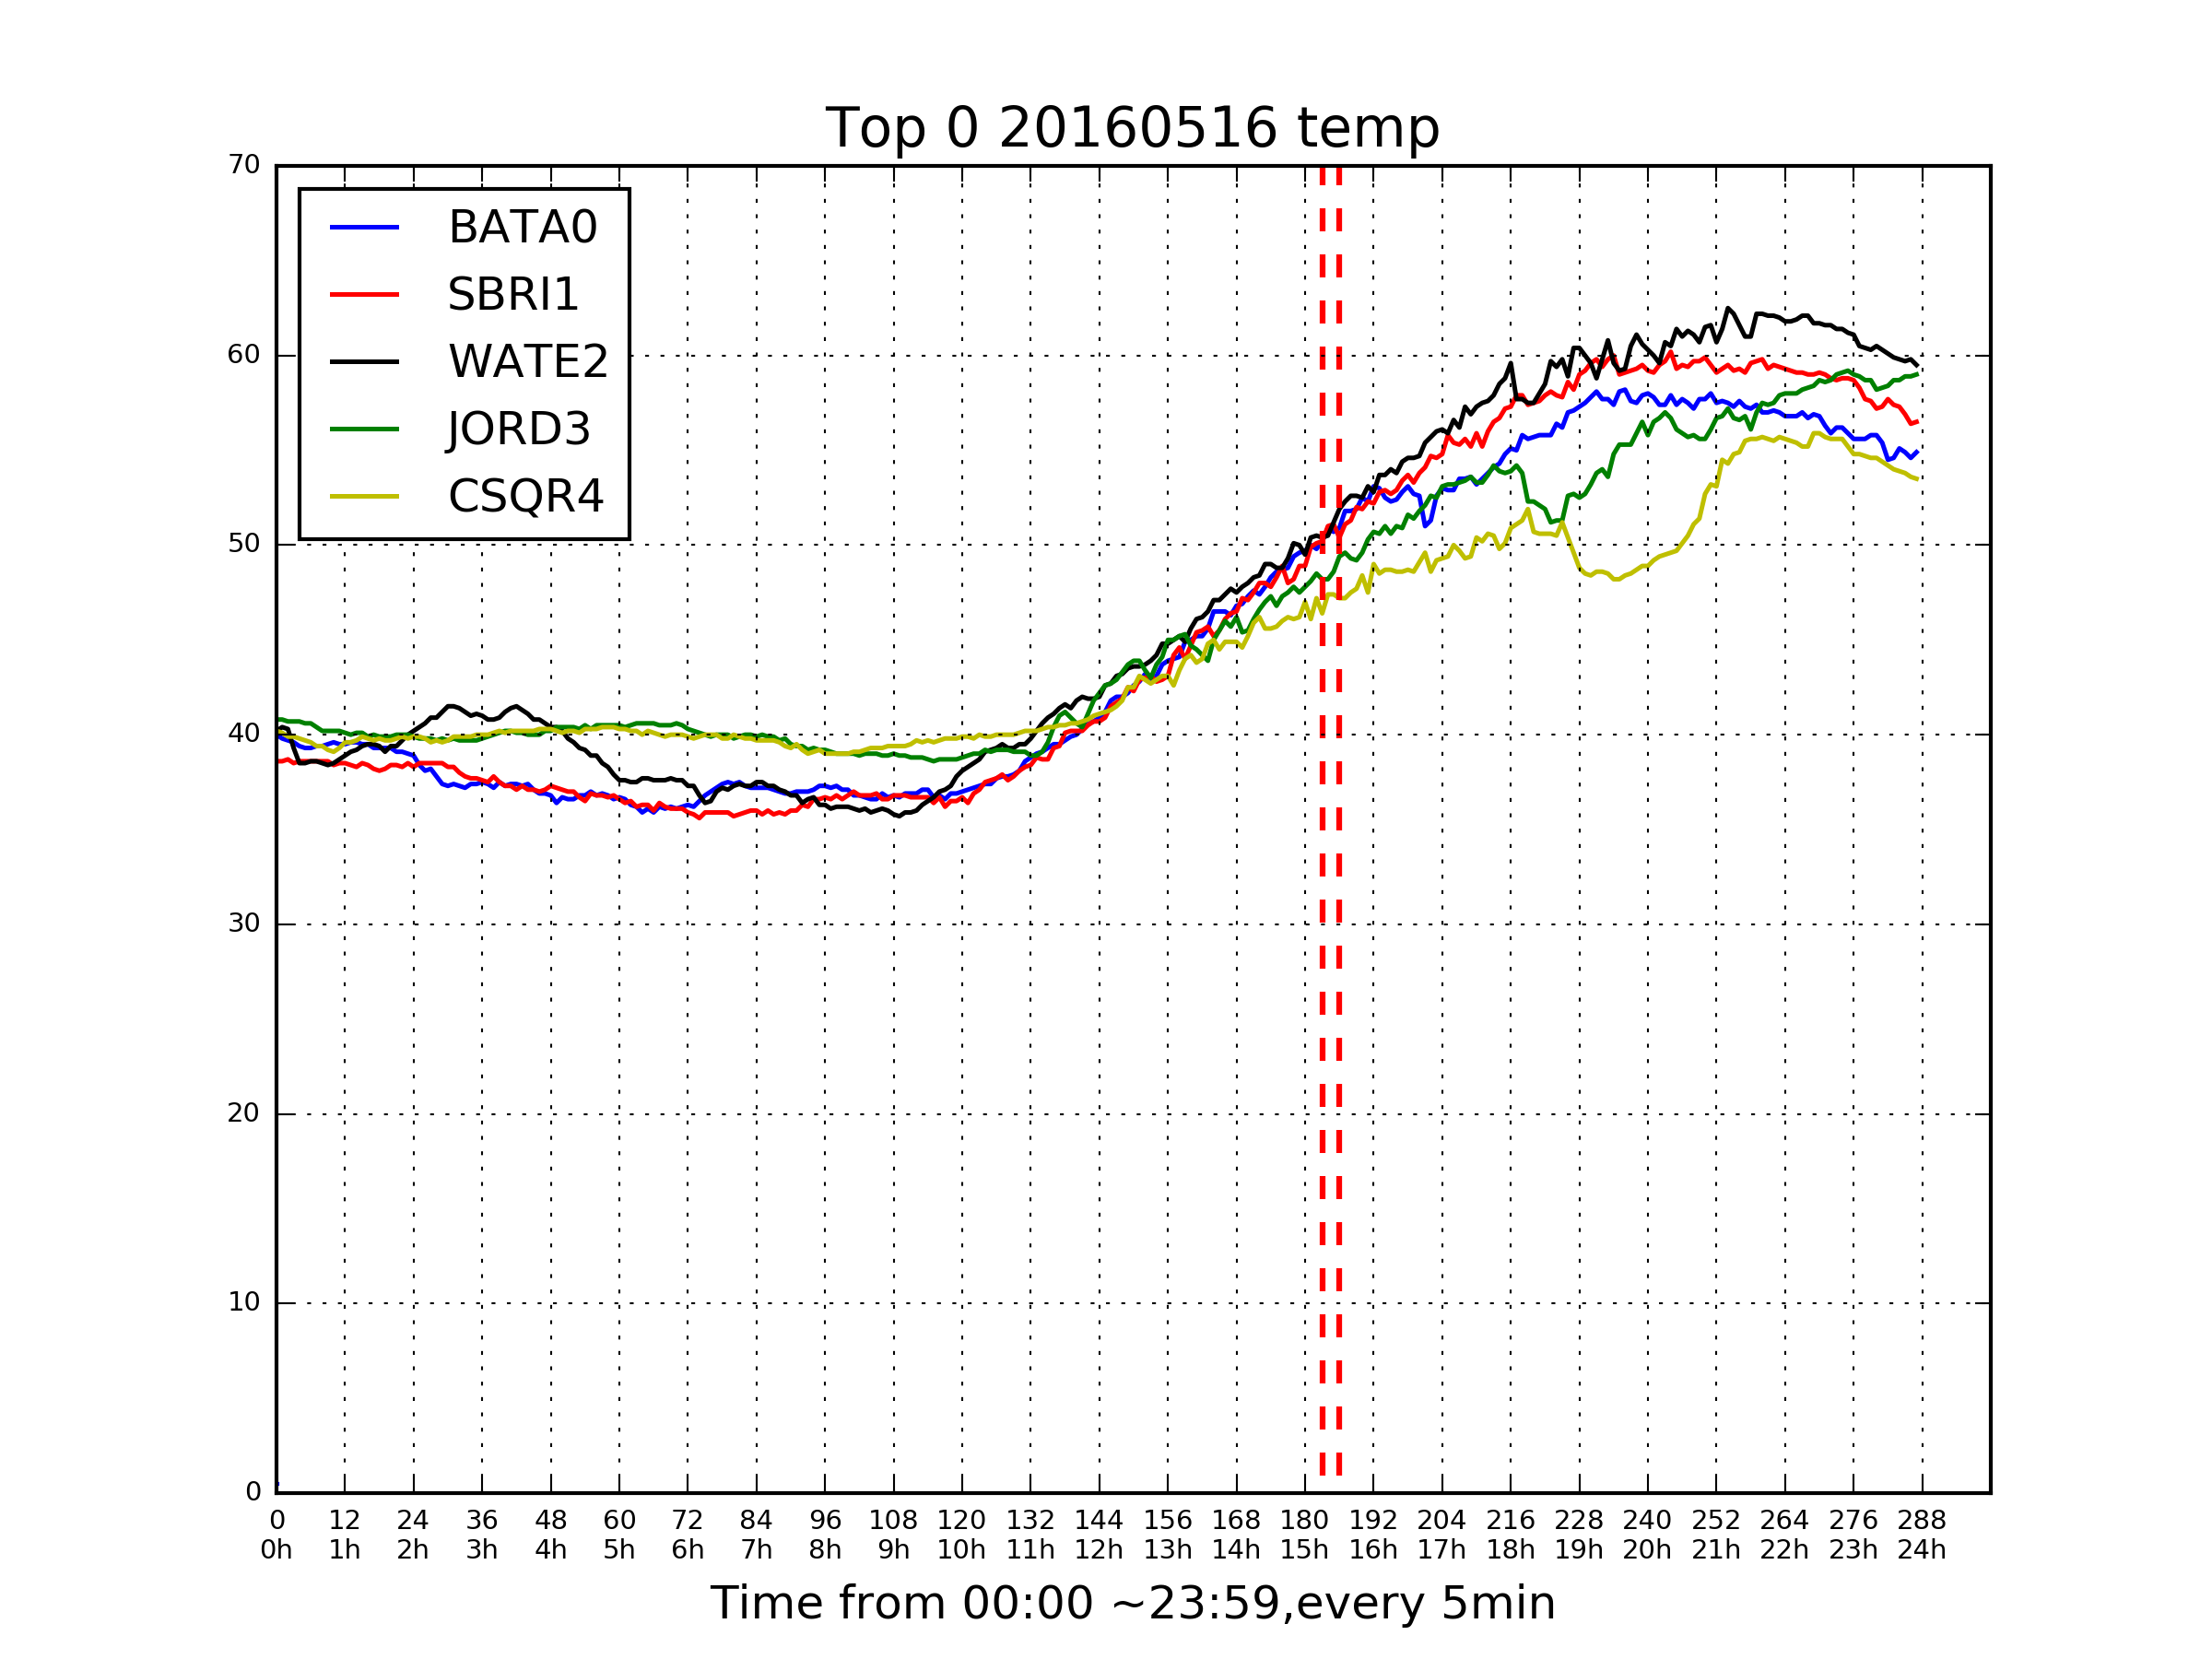 Top 0 20160516 temp
70
60
50
40
30
20
10
0
BATA0
SBRI1
WATE2
JORD3
CSQR4
0 12 24 36 48 60 72 84 96 108 120 132 144 156 168 180 192 204 216 228 240 252 264 276 288
0h 1h 2h 3h 4h 5h 6h 7h 8h 9h 10h 11h 12h 13h 14h 15h 16h 17h 18h 19h 20h 21h 22h 23h 24h
Time from 00:00 ~23:59,every 5min